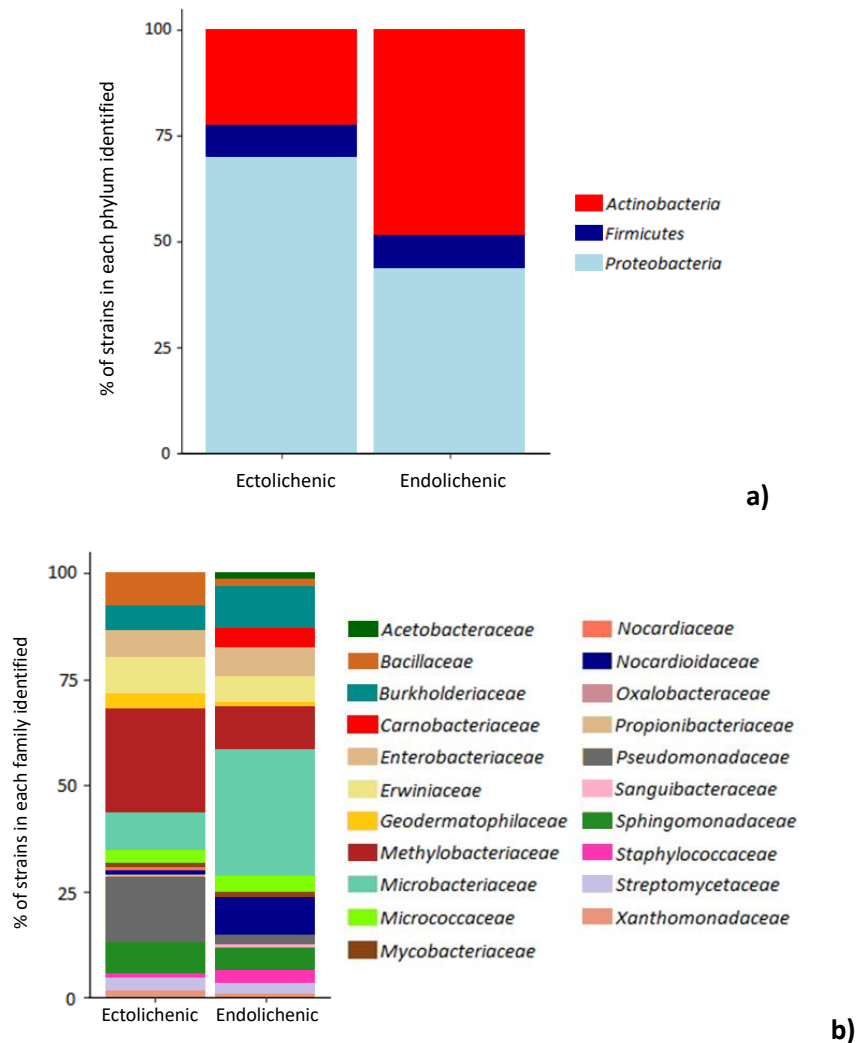 % of strains in each phylum identified
100
75
50
25
0
Ectolichenic Endolichenic
Actinobacteria
Firmicutes
Proteobacteria
a)
% of strains in each family identified
100
75
50
25
0
Ectolichenic Endolichenic
Acetobacteraceae
Bacillaceae
Burkholderiaceae
Carnobacteriaceae
Enterobacteriaceae
Erwiniaceae
Geodermatophilaceae
Methylobacteriaceae
Microbacteriaceae
Micrococcaceae
Mycobacteriaceae
Nocardiaceae
Nocardioidaceae
Oxalobacteraceae
Propionibacteriaceae
Pseudomonadaceae
Sanguibacteraceae
Sphingomonadaceae
Staphylococcaceae
Streptomycetaceae
Xanthomonadaceae
b)